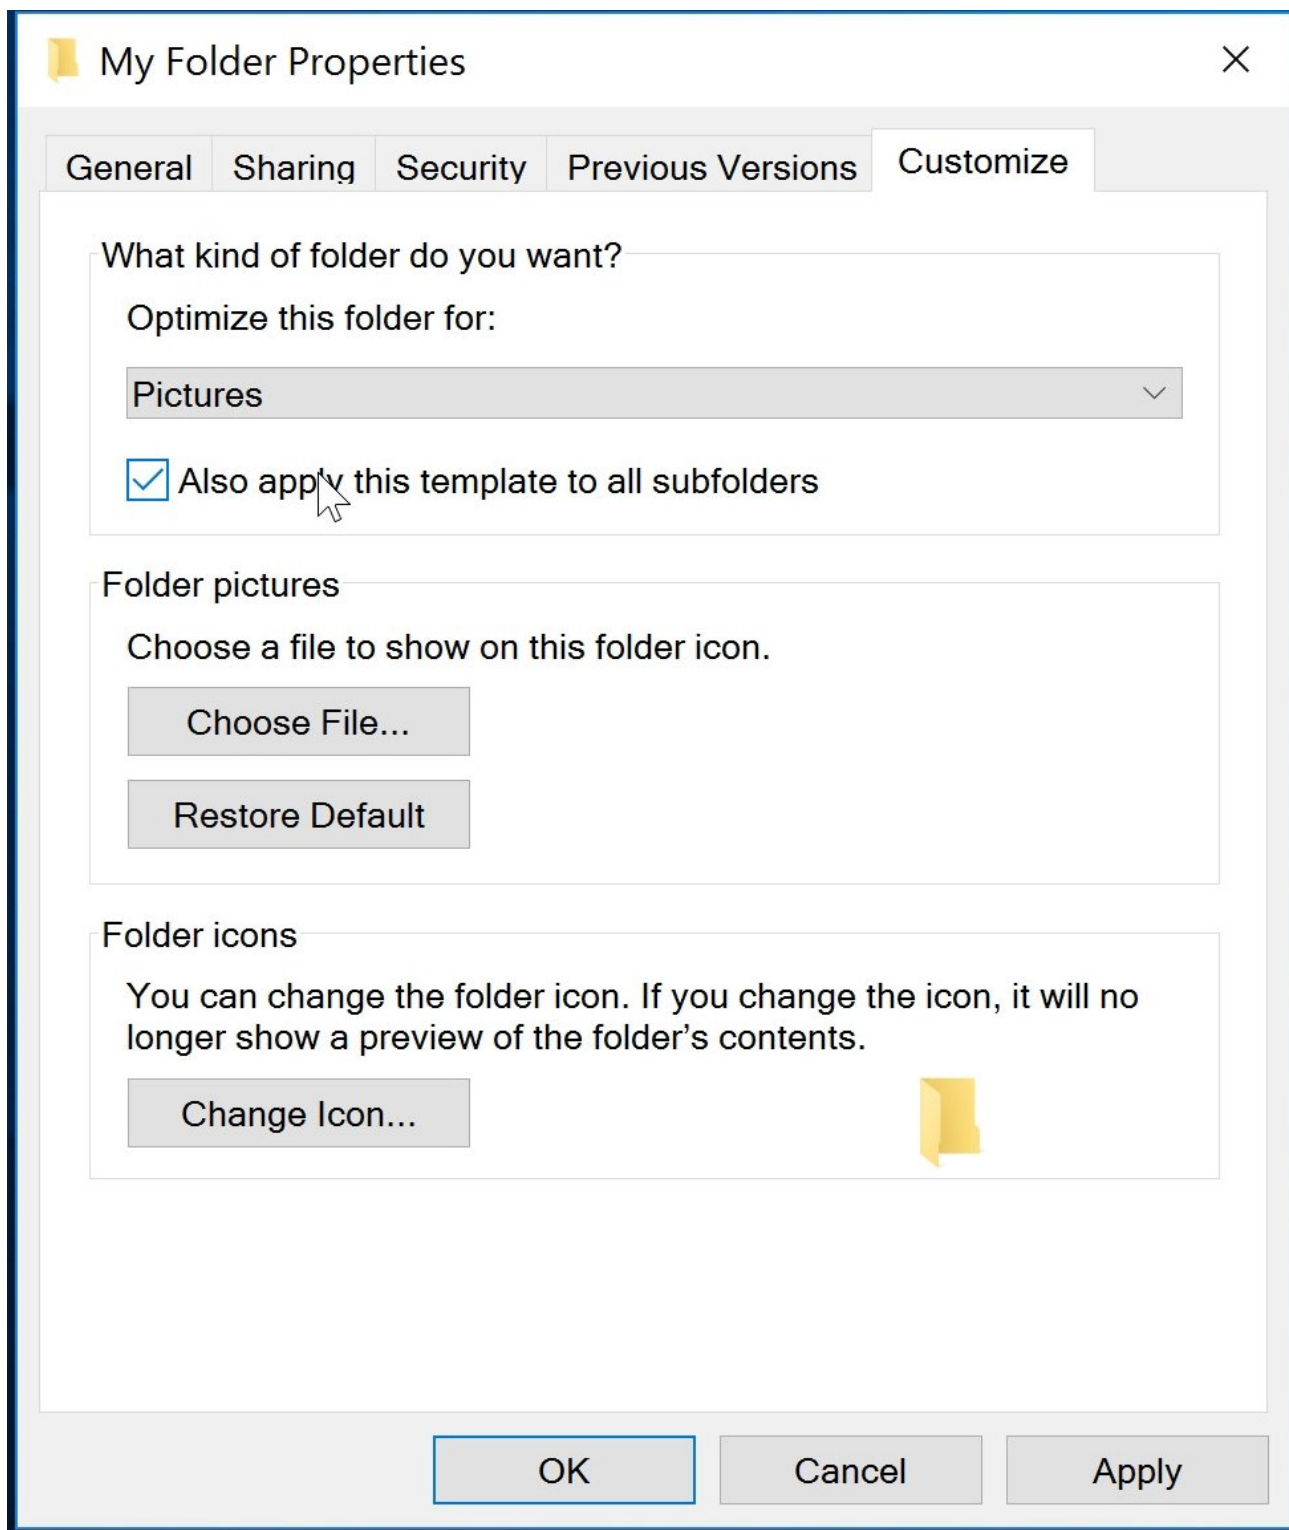 My Folder Properties
General Sharing Security Previous Versions Customize
What kind of folder do you want?
Optimize this folder for:
Pictures
Also apply this template to all subfolders
Folder pictures
Choose a file to show on this folder icon.
Choose File...
Restore Default
Folder icons
You can change the folder icon. If you change the icon, it will no
longer show a preview of the folder's contents.
Change Icon...
OK Cancel Apply